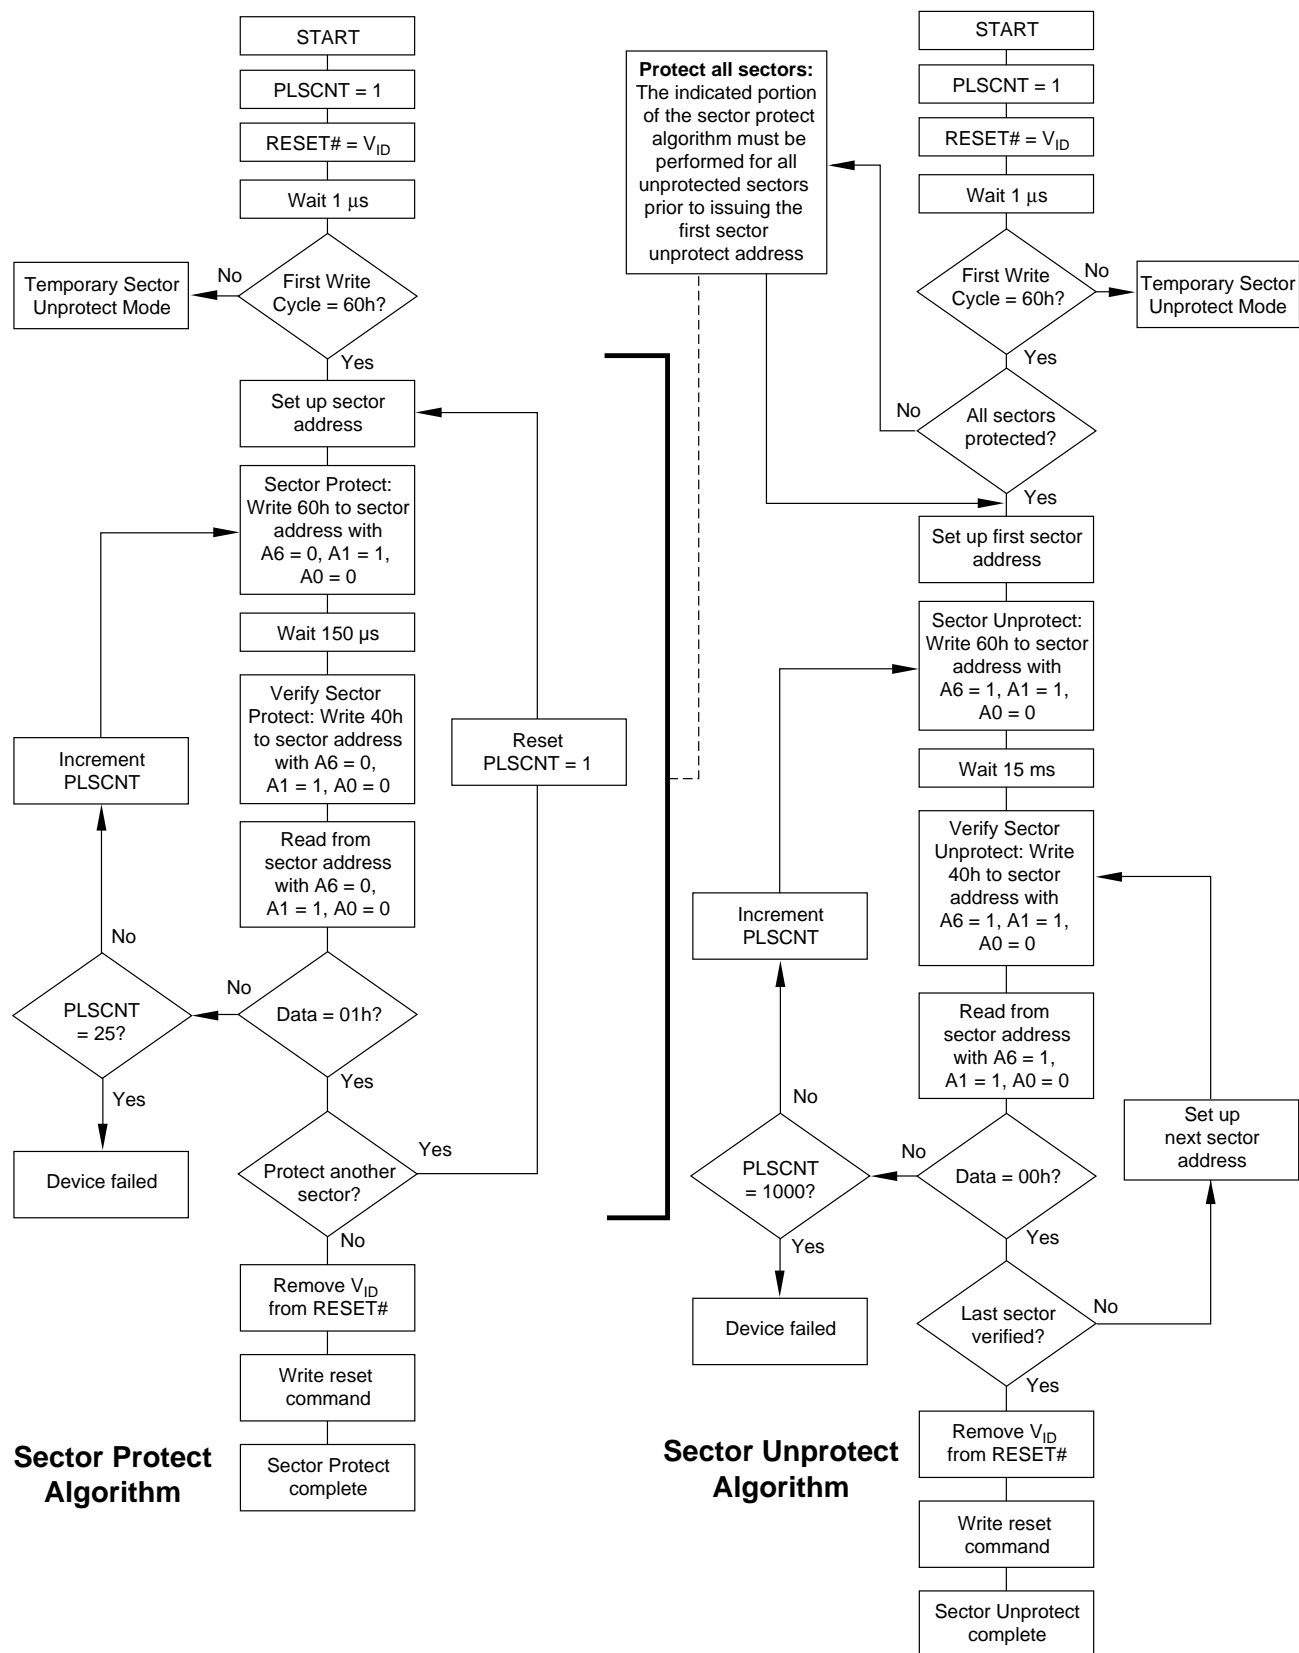 START
PLSCNT = 1
RESET# = VID
Wait 1 μs
First Write
Cycle = 60h?
No
Temporary Sector
Unprotect Mode
Yes
Set up sector
address
Sector Protect:
Write 60h to sector
address with
A6 = 0, A1 = 1,
A0 = 0
Wait 150 µs
Verify Sector
Protect: Write 40h
to sector address
with A6 = 0,
A1 = 1, A0 = 0
Reset
PLSCNT = 1
Increment
PLSCNT
Read from
sector address
with A6 = 0,
A1 = 1, A0 = 0
No
No
PLSCNT
= 25?
Data = 01h?
Yes
Yes
Device failed
Protect another
sector?
Yes
No
Remove VID
from RESET#
Write reset
command
Sector Protect
complete
Sector Protect
Algorithm
Protect all sectors:
The indicated portion
of the sector protect
algorithm must be
performed for all
unprotected sectors
prior to issuing the
first sector
unprotect address
START
PLSCNT = 1
RESET# = VID
Wait 1 μs
First Write
Cycle = 60h?
No
Temporary Sector
Unprotect Mode
Yes
No
All sectors
protected?
Yes
Set up first sector
address
Sector Unprotect:
Write 60h to sector
address with
A6 = 1, A1 = 1,
A0 = 0
Wait 15 ms
Verify Sector
Unprotect: Write
40h to sector
address with
A6 = 1, A1 = 1,
A0 = 0
Increment
PLSCNT
Read from
sector address
with A6 = 1,
A1 = 1, A0 = 0
No
No
PLSCNT
= 1000?
Data = 00h?
Set up
next sector
address
Yes
Yes
Device failed
Last sector
verified?
No
Yes
Remove VID
from RESET#
Write reset
command
Sector Unprotect
complete
Sector Unprotect
Algorithm